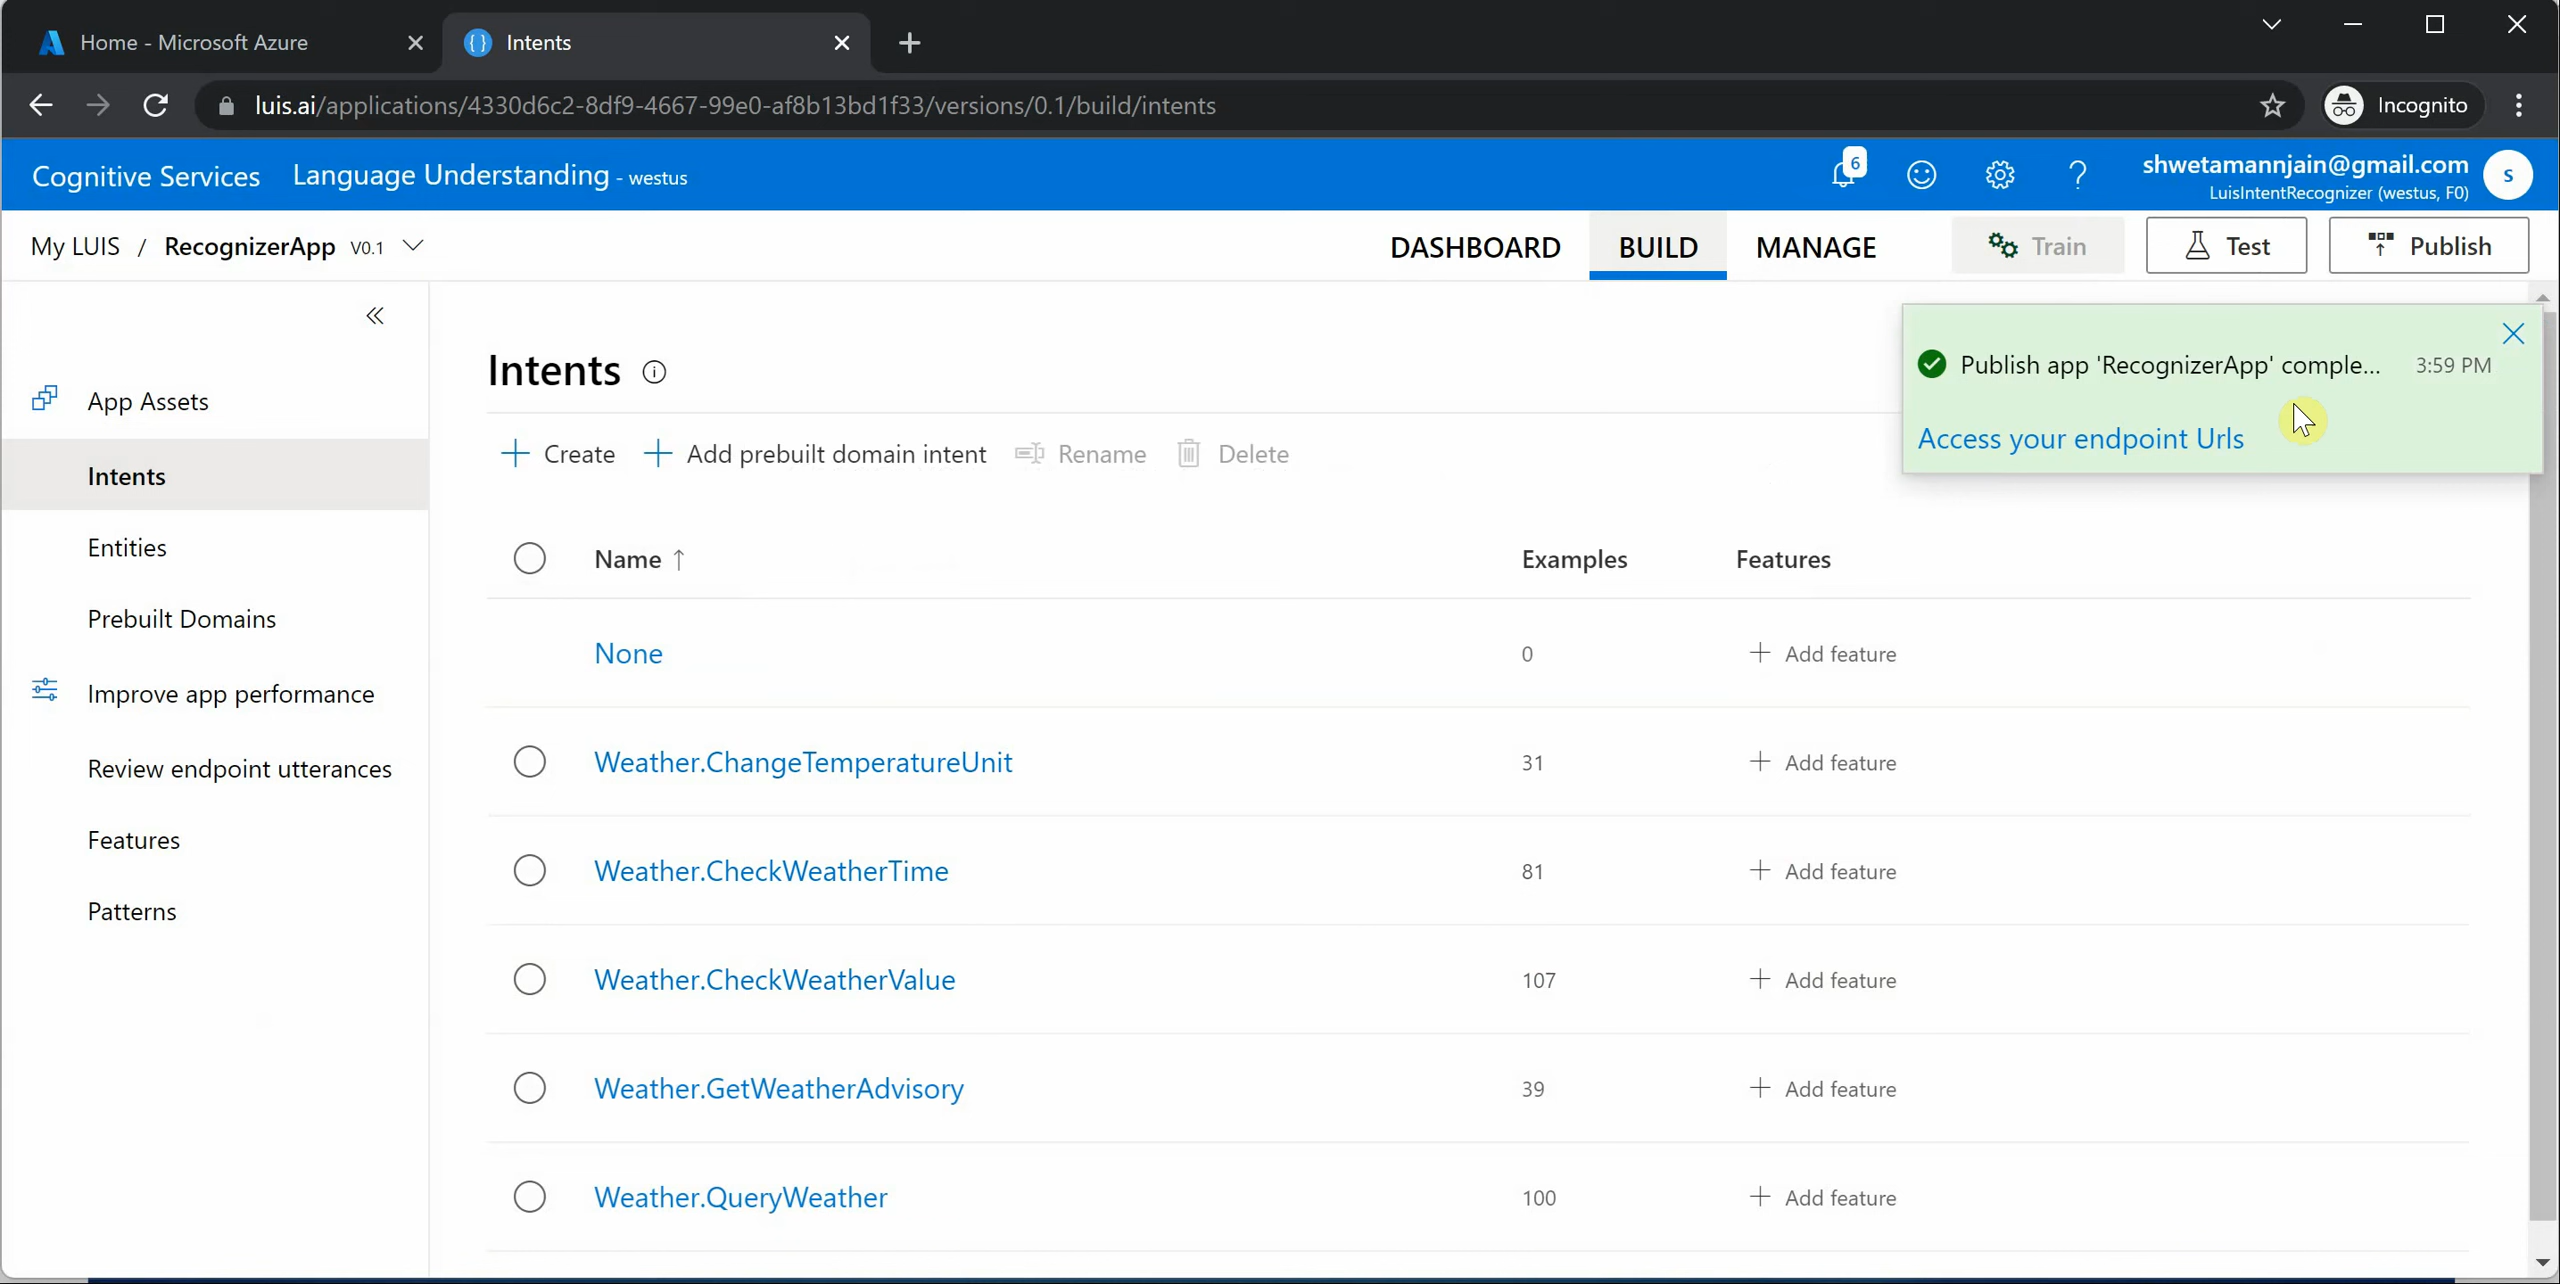 Home - Microsoft Azure
Intents
luis.ai/applications/4330d6c2-8df9-4667-99e0-af8b13bd1f33/versions/0.1/build/intents
Incognito
Cognitive Services Language Understanding - westus
6
shwetamannjain@gmail.com
LuisIntentRecognizer (westus, F0)
S
My LUIS / RecognizerApp V0.1
DASHBOARD BUILD MANAGE Train Test Publish
Publish app 'RecognizerApp' comple... 3:59 PM
Access your endpoint Urls
App Assets
Intents
Entities
Prebuilt Domains
Improve app performance
Review endpoint utterances
Features
Patterns
Intents
+ Create + Add prebuilt domain intent Rename Delete
Name ↑ Examples Features
None 0 + Add feature
Weather.ChangeTemperatureUnit 31 + Add feature
Weather.CheckWeatherTime 81 + Add feature
Weather.CheckWeatherValue 107 + Add feature
Weather.GetWeatherAdvisory 39 + Add feature
Weather.QueryWeather 100 + Add feature